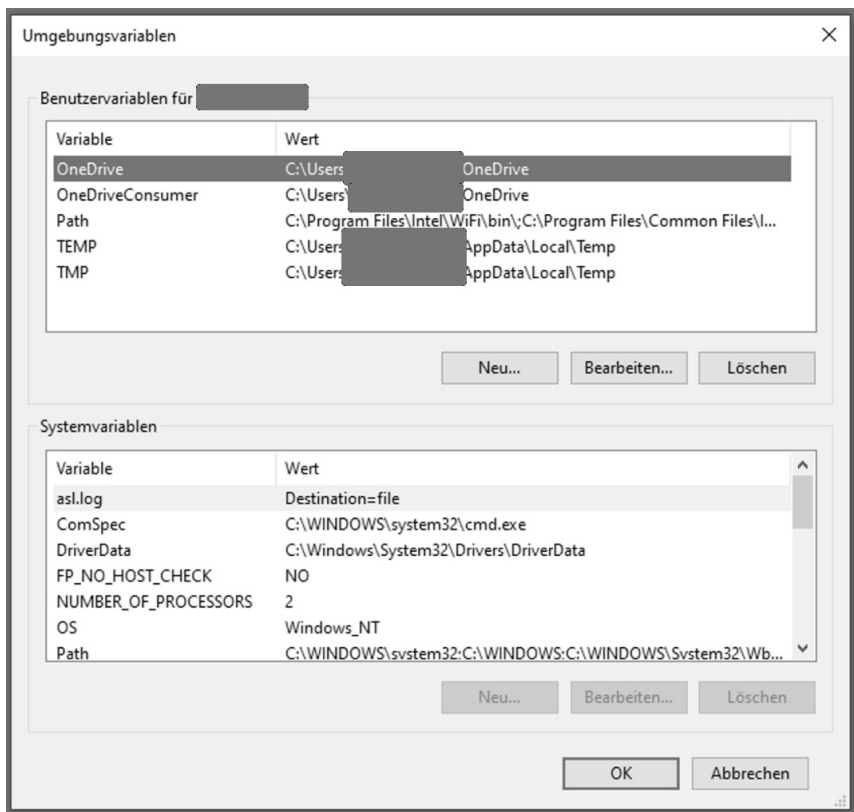 Umgebungsvariablen
Benutzervariablen für
Variable Wert
OneDrive C:\Users OneDrive
OneDriveConsumer C:\Users\ OneDrive
Path C:\Program Files\Intel\WiFi\bin\;C:\Program Files\Common Files\I...
TEMP C:\Users AppData\Local\Temp
TMP C:\Users AppData\Local\Temp
Neu... Bearbeiten... Löschen
Systemvariablen
Variable Wert
asl.log Destination=file
ComSpec C:\WINDOWS\system32\cmd.exe
DriverData C:\Windows\System32\Drivers\DriverData
FP_NO_HOST_CHECK NO
NUMBER_OF_PROCESSORS 2
OS Windows_NT
Path C:\WINDOWS\system32;C:\WINDOWS;C:\WINDOWS\System32\Wb...
Neu... Bearbeiten... Löschen
OK Abbrechen